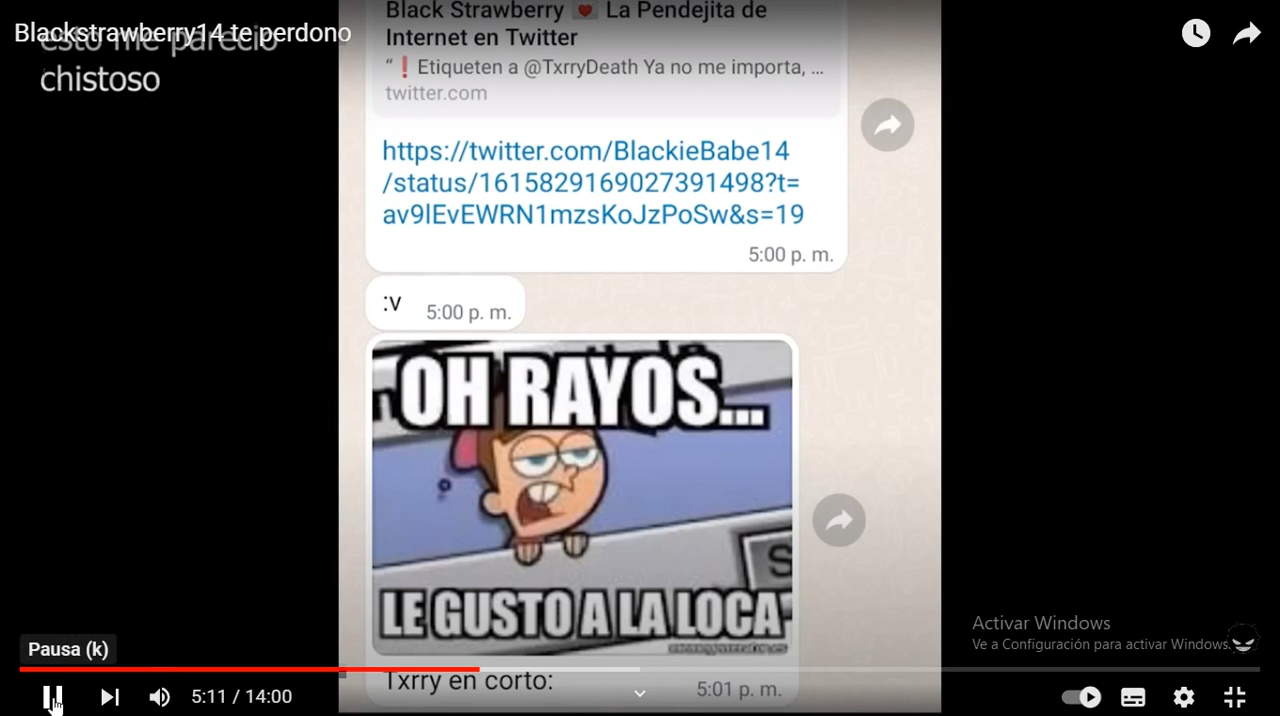 Blackstrawberry14 te perdono
esto me pareció
chistoso
Black Strawberry 💌 La Pendejita de
Internet en Twitter
“❗Etiqueten a @TxrryDeath Ya no me importa, ...
twitter.com
https://twitter.com/BlackieBabe14
/status/1615829169027391498?t=
av9lEvEWRN1mzsKoJzPoSw&s=19
5:00 p. m.
:v 5:00 p. m.
OH RAYOS...
S
LE GUSTO A LA LOCA
Txrry en corto:
5:01 p. m.
Activar Windows
Ve a Configuración para activar Windows.
Pausa (k)
5:11 / 14:00